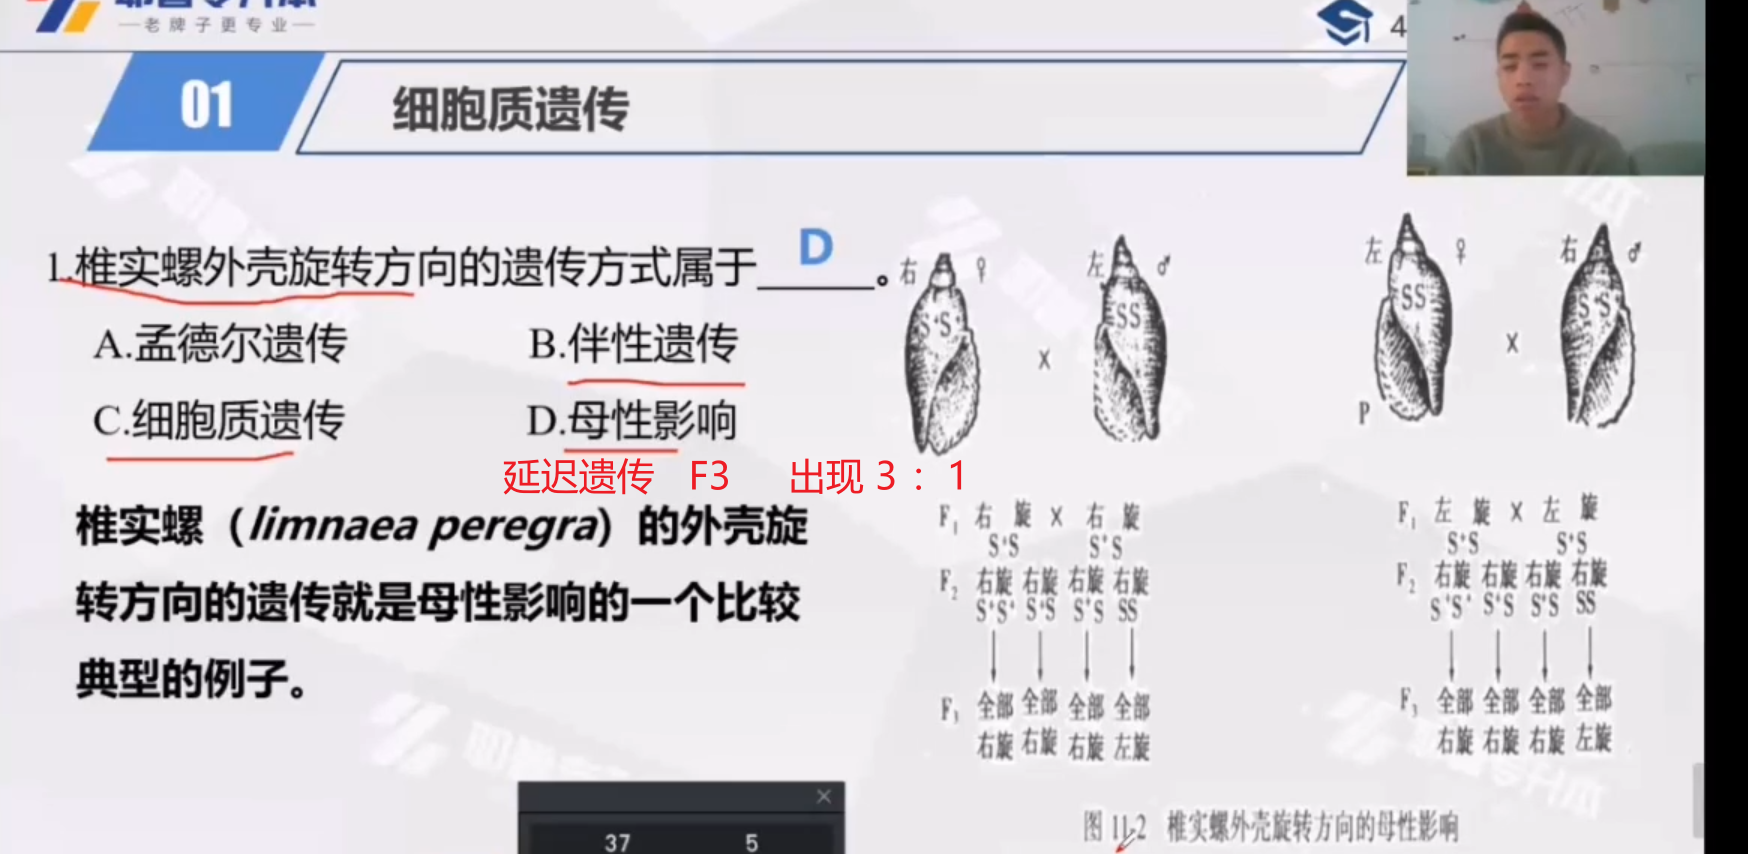 老牌子更专业
4
01
细胞质遗传
1.椎实螺外壳旋转方向的遗传方式属于______。
D
A.孟德尔遗传 B.伴性遗传
C.细胞质遗传 D.母性影响
延迟遗传 F3 出现 3 : 1
椎实螺（limnaea peregra）的外壳旋
转方向的遗传就是母性影响的一个比较
典型的例子。
右 ♀ 左 ♂
S⁺S⁺ × SS
F₁ 右旋 × 右旋
S⁺S S⁺S
F₂ 右旋 右旋 右旋 右旋
S⁺S⁺ S⁺S S⁺S SS
F₃ 全部 全部 全部 全部
右旋 右旋 右旋 左旋
左 ♀ 右 ♂
SS × S⁺S⁺
P
F₁ 左旋 × 左旋
S⁺S S⁺S
F₂ 右旋 右旋 右旋 右旋
S⁺S⁺ S⁺S S⁺S SS
F₃ 全部 全部 全部 全部
右旋 右旋 右旋 左旋
图 11-2 椎实螺外壳旋转方向的母性影响
37 5